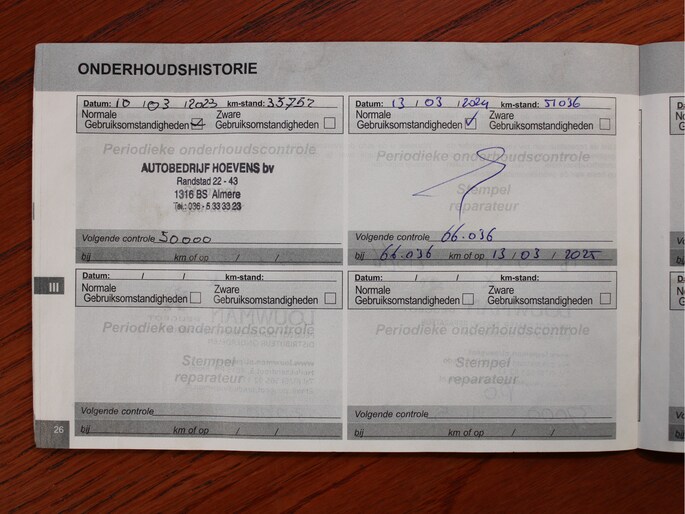 ONDERHOUDSHISTORIE
Datum: 10 / 03 / 2023 km-stand: 35.752
Normale Zware
Gebruiksomstandigheden Gebruiksomstandigheden
Periodieke onderhoudscontrole
AUTOBEDRIJF HOEVENS bv
Randstad 22 - 43
1316 BS Almere
Tel.: 036 - 5 33 33 23
Volgende controle 50000
bij km of op / /
Datum: 13 / 03 / 2024 km-stand: 51036
Normale Zware
Gebruiksomstandigheden Gebruiksomstandigheden
Periodieke onderhoudscontrole
Stempel
reparateur
Volgende controle 66.036
bij 66.036 km of op 13 / 03 / 2025
III
Datum: / / km-stand:
Normale Zware
Gebruiksomstandigheden Gebruiksomstandigheden
Periodieke onderhoudscontrole
Stempel
reparateur
Volgende controle
bij km of op / /
Datum: / / km-stand:
Normale Zware
Gebruiksomstandigheden Gebruiksomstandigheden
Periodieke onderhoudscontrole
Stempel
reparateur
Volgende controle
bij km of op / /
26